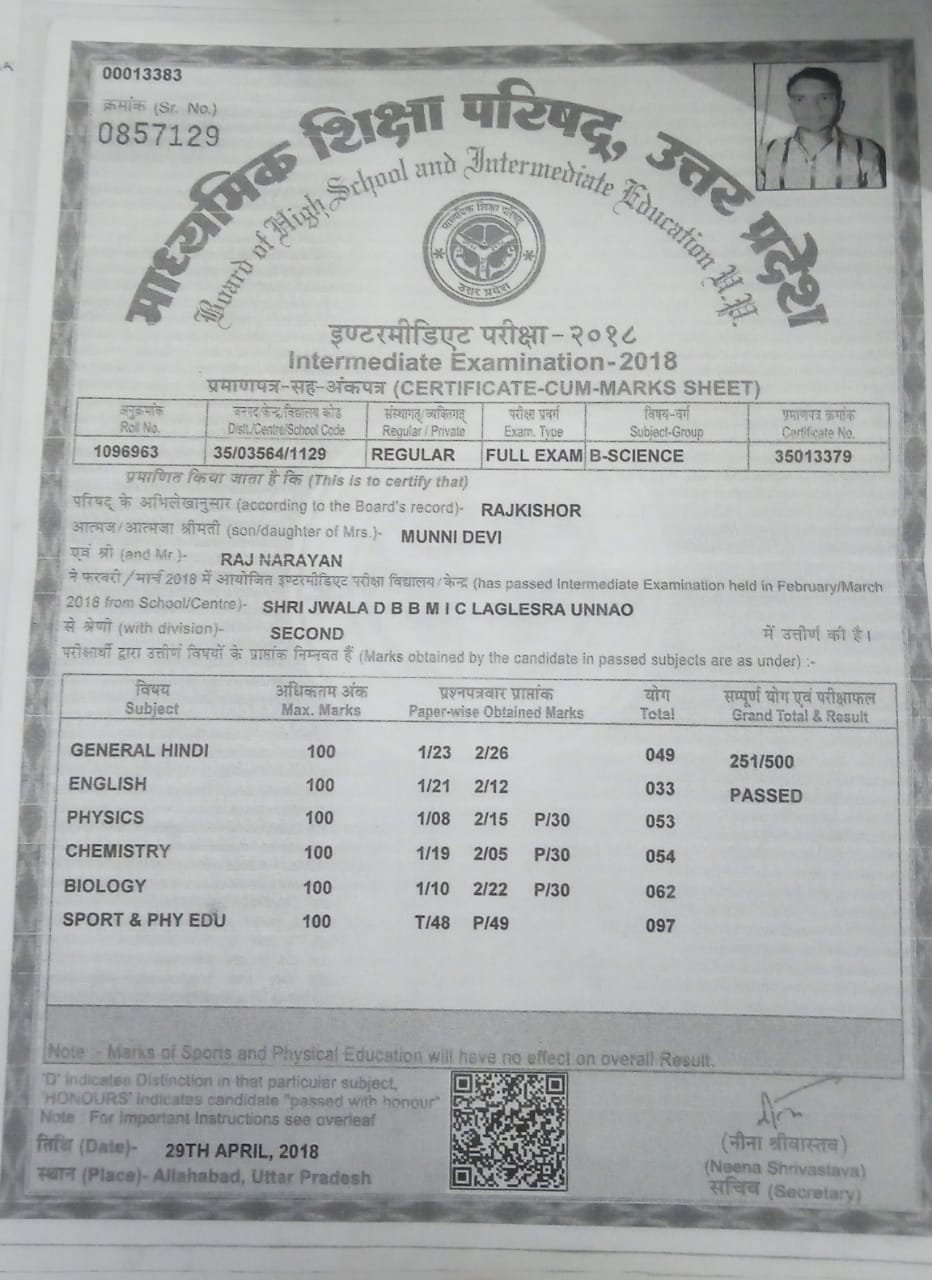 00013383
क्रमांक (Sr. No.)
0857129
माध्यमिक शिक्षा परिषद्, उत्तर प्रदेश
Board of High School and Intermediate Education U.P.
माध्यमिक शिक्षा परिषद्
उत्तर प्रदेश
इण्टरमीडिएट परीक्षा-२०१८
Intermediate Examination-2018
प्रमाणपत्र-सह-अंकपत्र (CERTIFICATE-CUM-MARKS SHEET)
अनुक्रमांक जनपद/केन्द्र/विद्यालय कोड संस्थागत/व्यक्तिगत परीक्षा प्रवर्ग विषय-वर्ग प्रमाणपत्र क्रमांक
Roll No. Distt./Centre/School Code Regular / Private Exam. Type Subject-Group Certificate No.
1096963 35/03564/1129 REGULAR FULL EXAM B-SCIENCE 35013379
प्रमाणित किया जाता है कि (This is to certify that)
परिषद् के अभिलेखानुसार (according to the Board's record)- RAJKISHOR
आत्मज/आत्मजा श्रीमती (son/daughter of Mrs.)- MUNNI DEVI
एवं श्री (and Mr.)- RAJ NARAYAN
ने फरवरी/मार्च 2018 में आयोजित इण्टरमीडिएट परीक्षा विद्यालय/केन्द्र (has passed Intermediate Examination held in February/March
2018 from School/Centre)- SHRI JWALA D B B M I C LAGLESRA UNNAO
से श्रेणी (with division)- SECOND में उत्तीर्ण की है।
परीक्षार्थी द्वारा उत्तीर्ण विषयों के प्राप्तांक निम्नवत हैं (Marks obtained by the candidate in passed subjects are as under) :-
विषय अधिकतम अंक प्रश्नपत्रवार प्राप्तांक योग सम्पूर्ण योग एवं परीक्षाफल
Subject Max. Marks Paper-wise Obtained Marks Total Grand Total & Result
GENERAL HINDI 100 1/23 2/26 049 251/500
ENGLISH 100 1/21 2/12 033 PASSED
PHYSICS 100 1/08 2/15 P/30 053
CHEMISTRY 100 1/19 2/05 P/30 054
BIOLOGY 100 1/10 2/22 P/30 062
SPORT & PHY EDU 100 T/48 P/49 097
Note :- Marks of Sports and Physical Education will have no effect on overall Result.
'D' indicates Distinction in that particular subject,
'HONOURS' indicates candidate "passed with honour"
Note : For Important Instructions see overleaf
तिथि (Date)- 29TH APRIL, 2018
स्थान (Place)- Allahabad, Uttar Pradesh
(नीना श्रीवास्तव)
(Neena Shrivastava)
सचिव (Secretary)